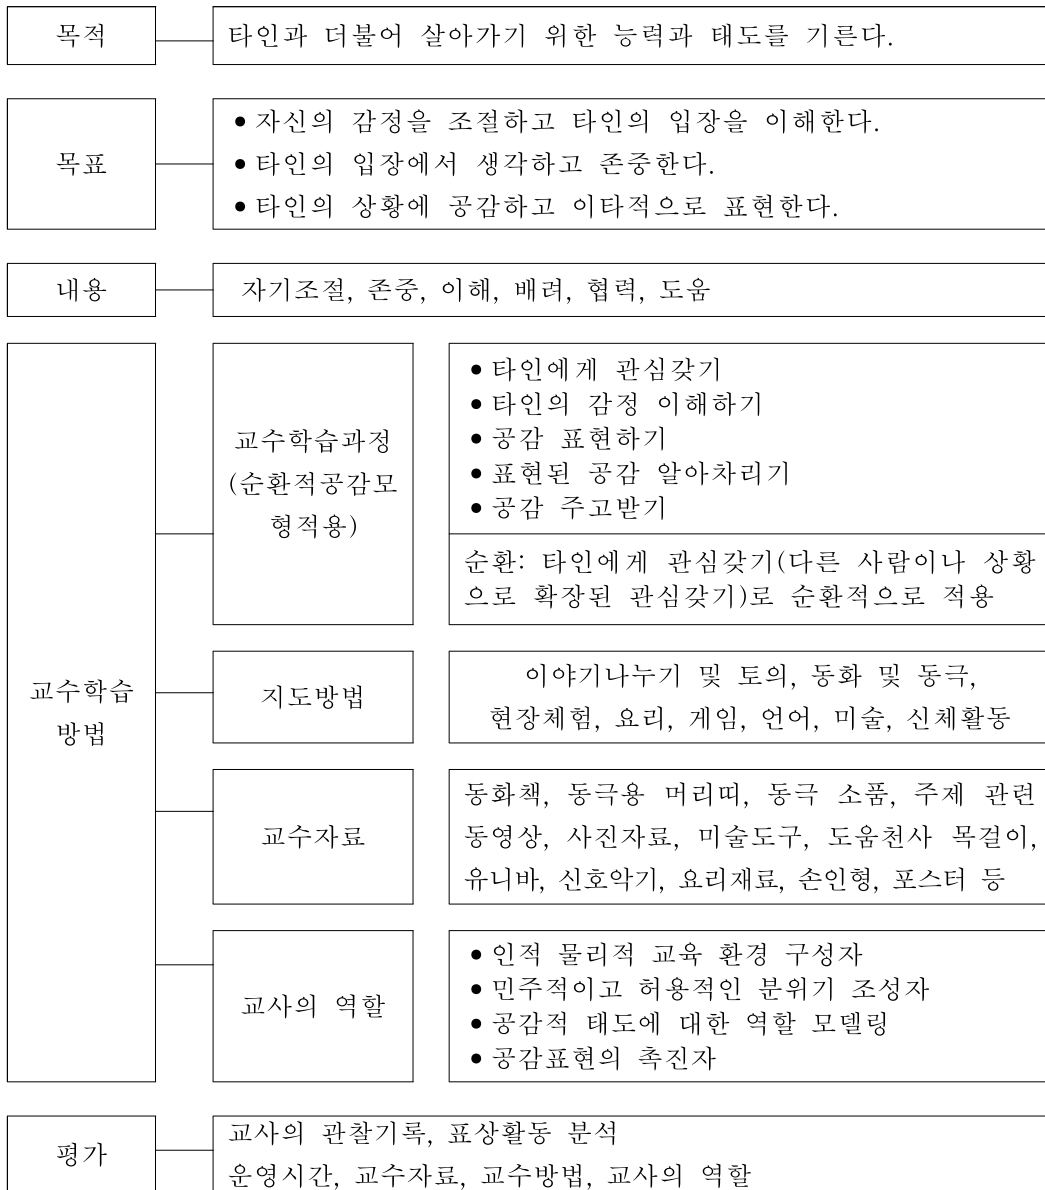 목적
타인과 더불어 살아가기 위한 능력과 태도를 기른다.
목표
• 자신의 감정을 조절하고 타인의 입장을 이해한다.
• 타인의 입장에서 생각하고 존중한다.
• 타인의 상황에 공감하고 이타적으로 표현한다.
내용
자기조절, 존중, 이해, 배려, 협력, 도움
교수학습
방법
교수학습과정
(순환적공감모
형적용)
• 타인에게 관심갖기
• 타인의 감정 이해하기
• 공감 표현하기
• 표현된 공감 알아차리기
• 공감 주고받기
순환: 타인에게 관심갖기(다른 사람이나 상황
으로 확장된 관심갖기)로 순환적으로 적용
지도방법
이야기나누기 및 토의, 동화 및 동극,
현장체험, 요리, 게임, 언어, 미술, 신체활동
교수자료
동화책, 동극용 머리띠, 동극 소품, 주제 관련
동영상, 사진자료, 미술도구, 도움천사 목걸이,
유니바, 신호악기, 요리재료, 손인형, 포스터 등
교사의 역할
• 인적 물리적 교육 환경 구성자
• 민주적이고 허용적인 분위기 조성자
• 공감적 태도에 대한 역할 모델링
• 공감표현의 촉진자
평가
교사의 관찰기록, 표상활동 분석
운영시간, 교수자료, 교수방법, 교사의 역할